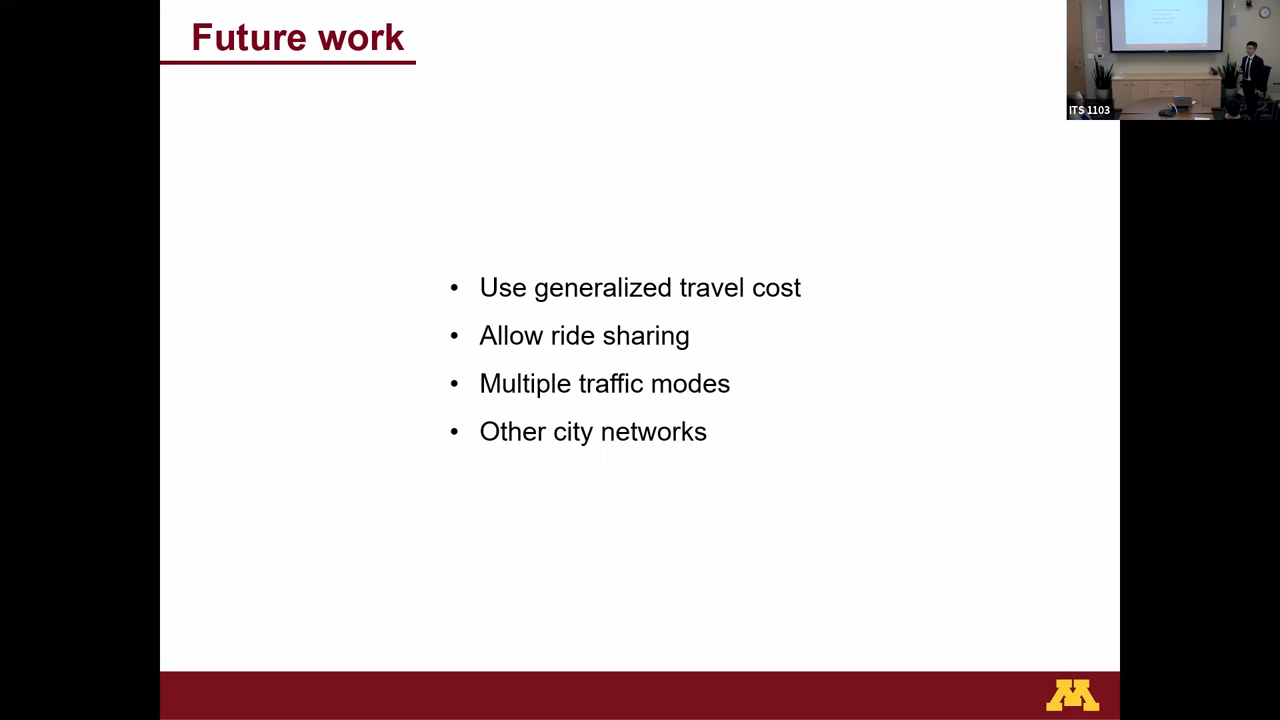 Future work
ITS 1103
• Use generalized travel cost
• Allow ride sharing
• Multiple traffic modes
• Other city networks
M